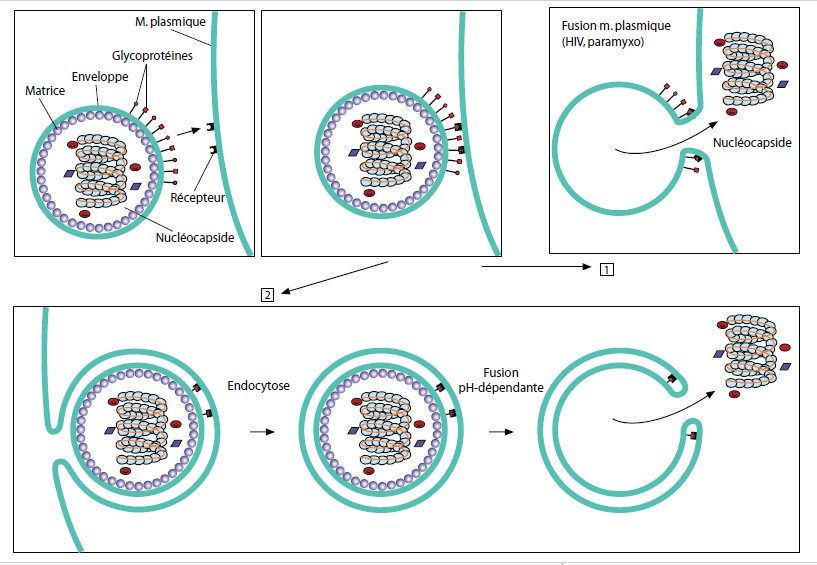 M. plasmique
Glycoprotéines
Enveloppe
Matrice
Récepteur
Nucléocapside
Fusion m. plasmique
(HIV, paramyxo)
Nucléocapside
1
2
Endocytose
Fusion
pH-dépendante